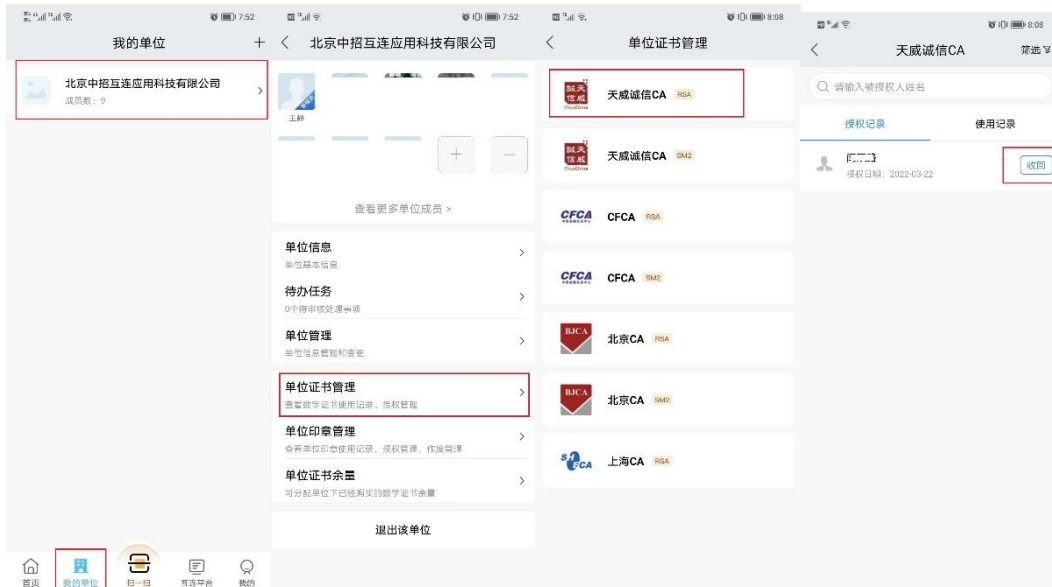 7:52
我的单位
+
北京中招互连应用科技有限公司
成员数：9
首页
我的单位
扫一扫
互连平台
我的
7:52
北京中招互连应用科技有限公司
王峥
查看更多单位成员 >
单位信息
单位基本信息
待办任务
0个待审核处理事项
单位管理
单位信息管理和变更
单位证书管理
查看数字证书使用记录、授权管理
单位印章管理
查看单位印章使用记录、授权管理、作废管理
单位证书余量
可分配单位下已经购买的数字证书余量
退出该单位
8:08
单位证书管理
天威诚信CA RSA
天威诚信CA SM2
CFCA
CFCA RSA
CFCA
CFCA SM2
BJCA
北京CA RSA
BJCA
北京CA SM2
上海CA RSA
8:08
天威诚信CA
筛选
请输入被授权人姓名
授权记录
使用记录
授权日期：2022-03-22
收回